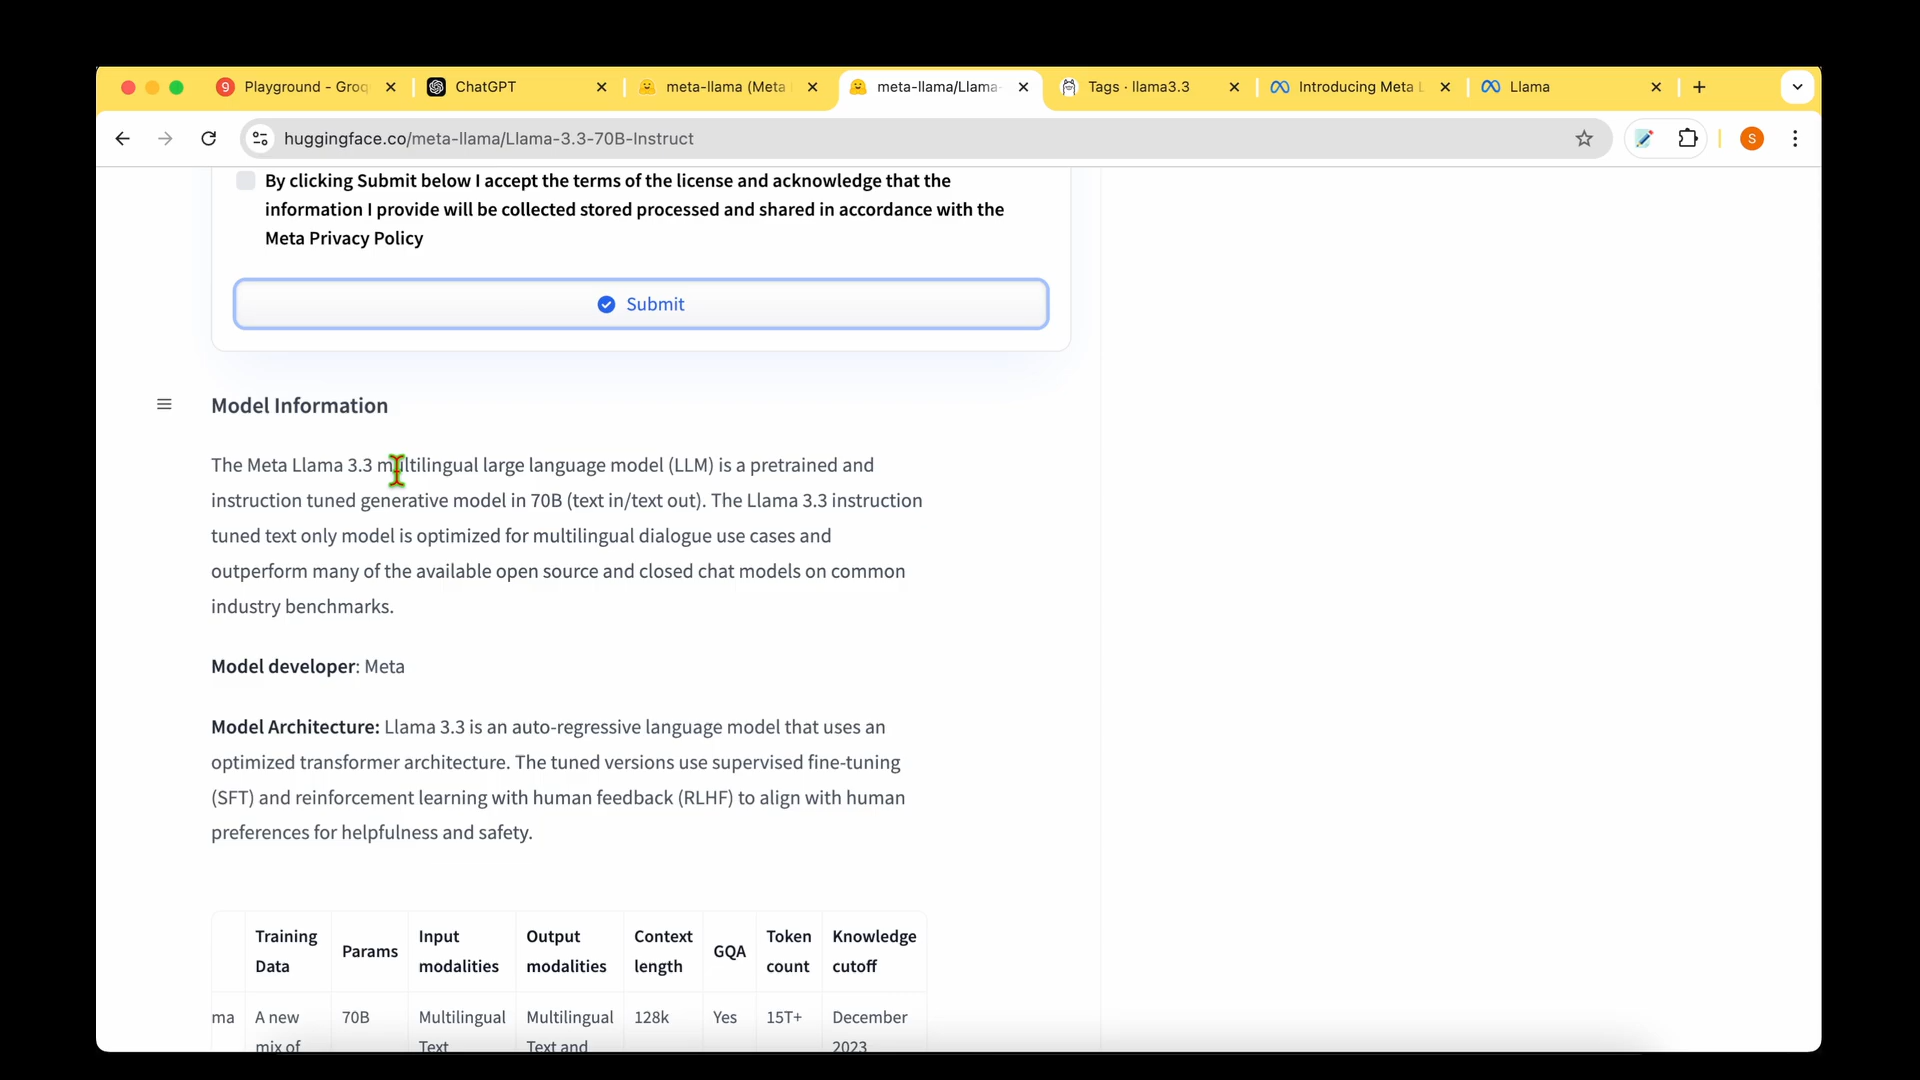 Playground - Groq
ChatGPT
meta-llama (Meta
meta-llama/Llama-
Tags · llama3.3
Introducing Meta L
Llama
huggingface.co/meta-llama/Llama-3.3-70B-Instruct
S
By clicking Submit below I accept the terms of the license and acknowledge that the
information I provide will be collected stored processed and shared in accordance with the
Meta Privacy Policy
Submit
Model Information
The Meta Llama 3.3 multilingual large language model (LLM) is a pretrained and
instruction tuned generative model in 70B (text in/text out). The Llama 3.3 instruction
tuned text only model is optimized for multilingual dialogue use cases and
outperform many of the available open source and closed chat models on common
industry benchmarks.
Model developer: Meta
Model Architecture: Llama 3.3 is an auto-regressive language model that uses an
optimized transformer architecture. The tuned versions use supervised fine-tuning
(SFT) and reinforcement learning with human feedback (RLHF) to align with human
preferences for helpfulness and safety.
Training Input Output Context Token Knowledge
Params GQA
Data modalities modalities length count cutoff
ma A new 70B Multilingual Multilingual 128k Yes 15T+ December
mix of Text Text and 2023